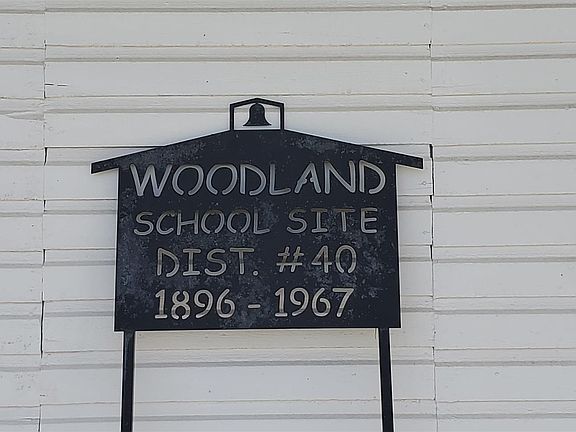 WOODLAND
SCHOOL SITE
DIST. #40
1896 - 1967